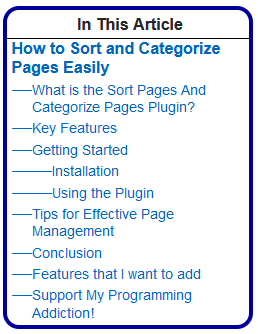 In This Article
How to Sort and Categorize
Pages Easily
What is the Sort Pages And
Categorize Pages Plugin?
Key Features
Getting Started
Installation
Using the Plugin
Tips for Effective Page
Management
Conclusion
Features that I want to add
Support My Programming
Addiction!